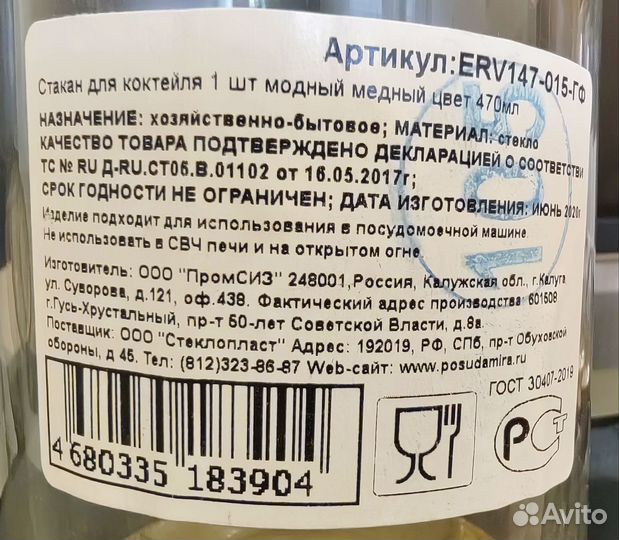 Артикул:ERV147-015-ГФ
Стакан для коктейля 1 шт модный медный цвет 470мл
НАЗНАЧЕНИЕ: хозяйственно-бытовое; МАТЕРИАЛ: стекло
КАЧЕСТВО ТОВАРА ПОДТВЕРЖДЕНО ДЕКЛАРАЦИЕЙ О СООТВЕТСТВИ
ТС № RU Д-RU.СТ05.В.01102 от 16.05.2017г;
СРОК ГОДНОСТИ НЕ ОГРАНИЧЕН; ДАТА ИЗГОТОВЛЕНИЯ: ИЮНЬ 2020г
Изделие подходит для использования в посудомоечной машине.
Не использовать в СВЧ печи и на открытом огне.
Изготовитель: ООО "ПромСИЗ" 248001,Россия, Калужская обл., г.Калуга
ул. Суворова, д.121, оф.438. Фактический адрес производства: 601508
г.Гусь-Хрустальный, пр-т 50-лет Советской Власти, д.8а.
Поставщик: ООО "Стеклопласт" Адрес: 192019, РФ, СПб, пр-т Обуховской
обороны, д 45. Тел: (812)323-86-87 Web-сайт: www.posudamira.ru
ГОСТ 30407-2019
4 680335 183904
РСТ
105
Avito